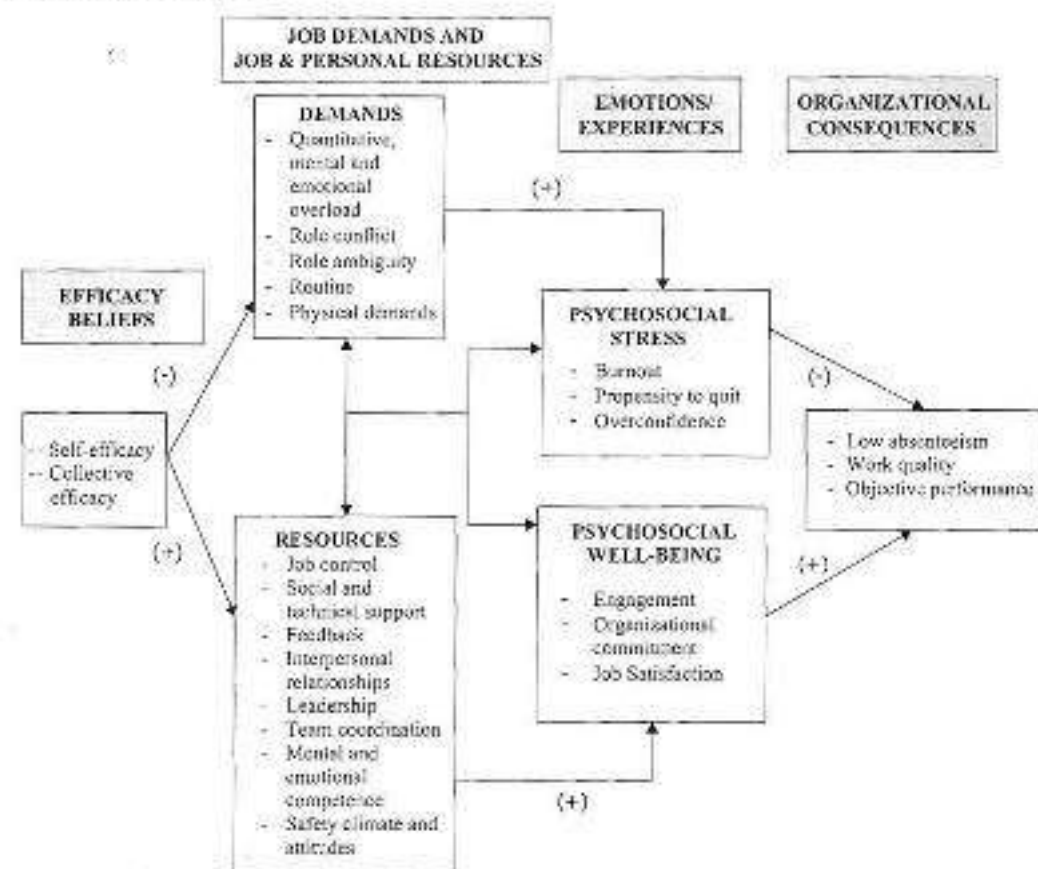 JOB DEMANDS AND
JOB & PERSONAL RESOURCES
EMOTIONS/
EXPERIENCES
ORGANIZATIONAL
CONSEQUENCES
EFFICACY
BELIEFS
DEMANDS
- Quantitative,
mental and
emotional
overload
- Role conflict
- Role ambiguity
- Routine
- Physical demands
(+)
(-)
-- Self-efficacy
-- Collective
efficacy
(+)
PSYCHOSOCIAL
STRESS
- Burnout
- Propensity to quit
- Overconfidence
(-)
- Low absenteeism
- Work quality
- Objective performance
RESOURCES
- Job control
- Social and
technical support
- Feedback
- Interpersonal
relationships
- Leadership
- Team coordination
- Mental and
emotional
competence
- Safety climate and
attitudes
PSYCHOSOCIAL
WELL-BEING
- Engagement
- Organizational
commitment
- Job Satisfaction
(+)
(+)